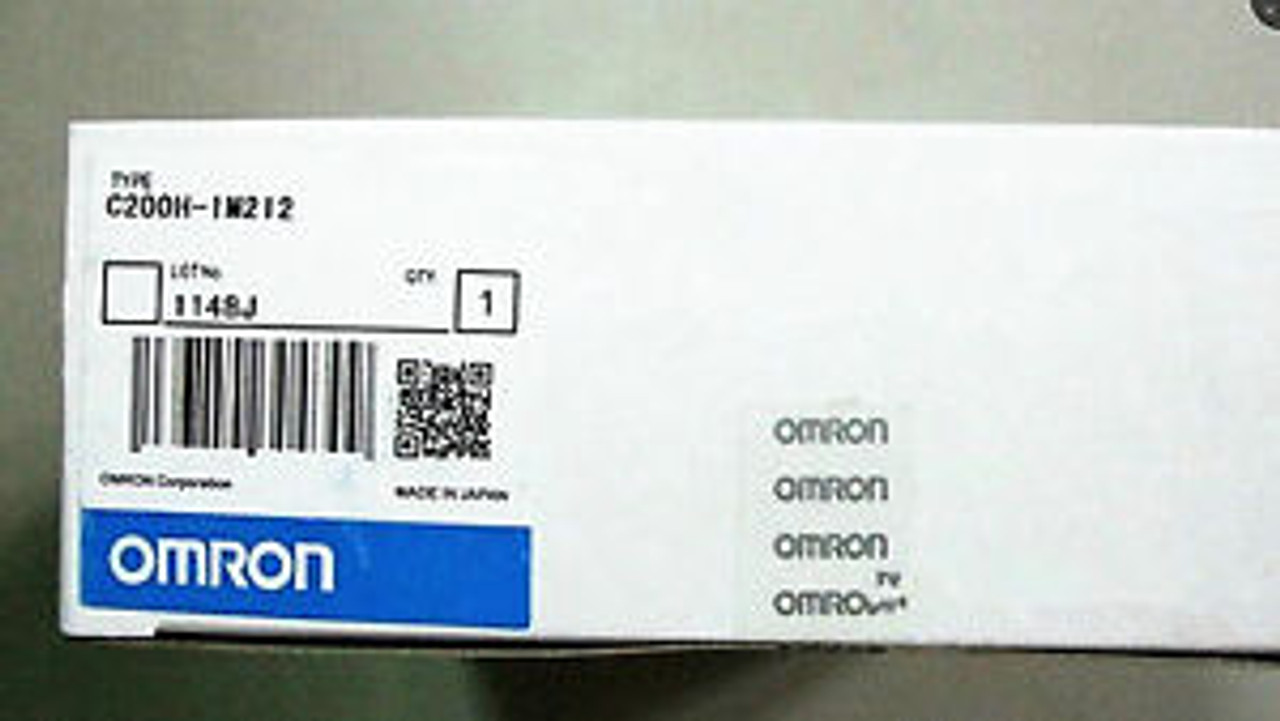 TYPE
C200H-IM212
LOT No.
1148J
QTY.
1
OMRON Corporation
MADE IN JAPAN
OMRON
OMRON
OMRON
OMRON